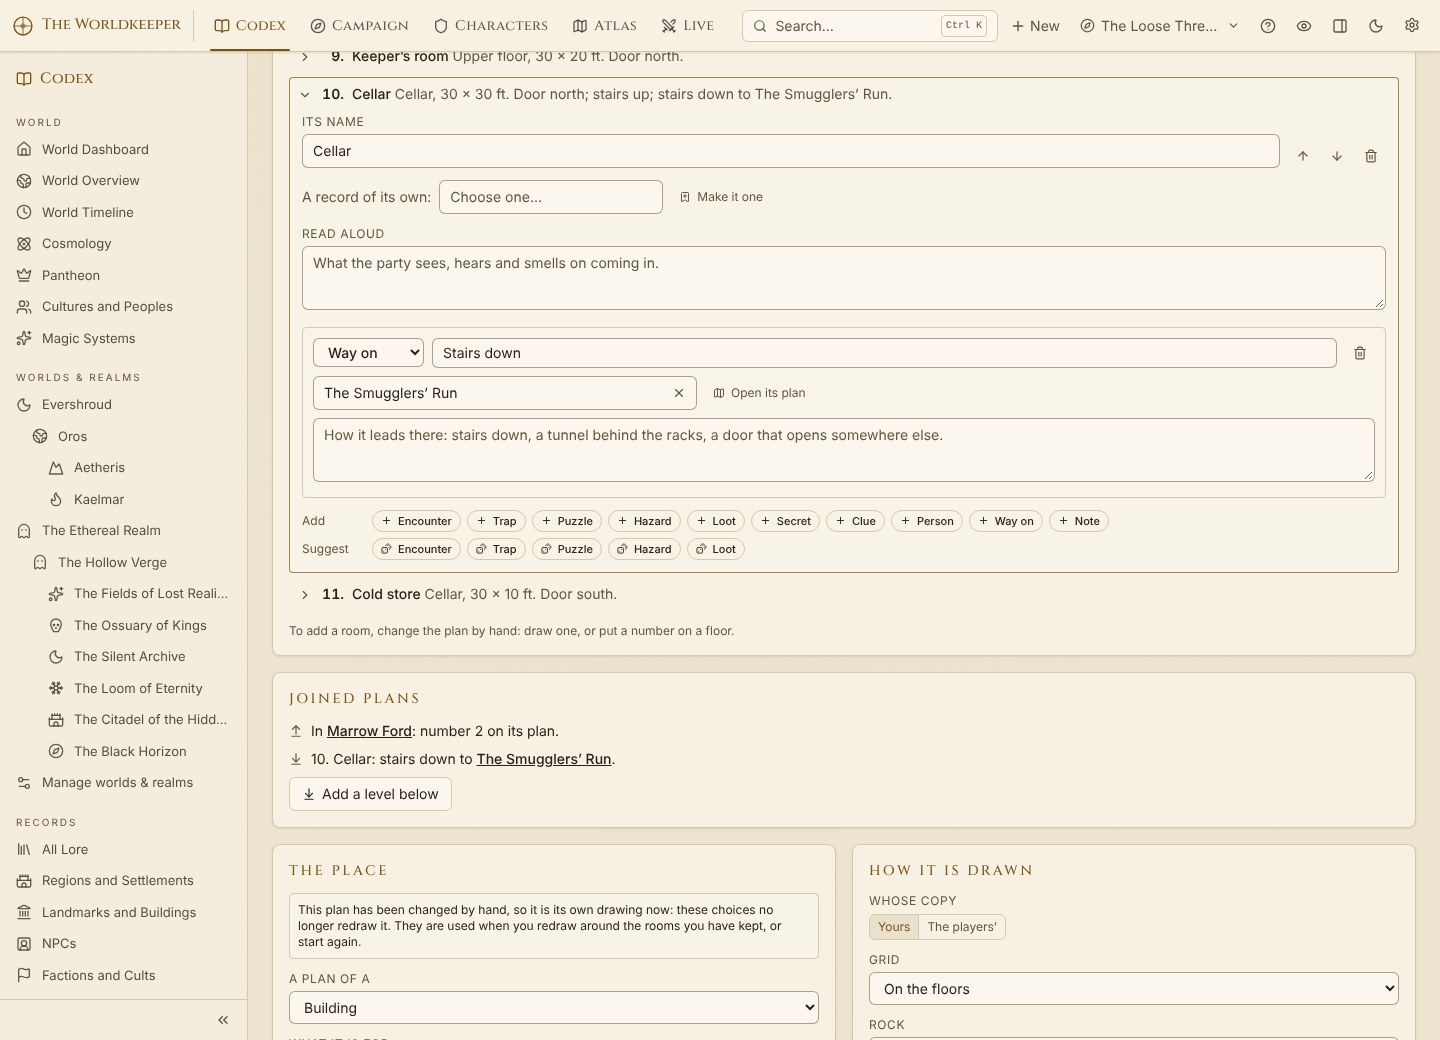 THE WORLDKEEPER
CODEX
CAMPAIGN
CHARACTERS
ATLAS
LIVE
Search...
Ctrl K
New
The Loose Thre...
CODEX
WORLD
World Dashboard
World Overview
World Timeline
Cosmology
Pantheon
Cultures and Peoples
Magic Systems
WORLDS & REALMS
Evershroud
Oros
Aetheris
Kaelmar
The Ethereal Realm
The Hollow Verge
The Fields of Lost Reali...
The Ossuary of Kings
The Silent Archive
The Loom of Eternity
The Citadel of the Hidd...
The Black Horizon
Manage worlds & realms
RECORDS
All Lore
Regions and Settlements
Landmarks and Buildings
NPCs
Factions and Cults
9. Keeper's room Upper floor, 30 × 20 ft. Door north.
10. Cellar Cellar, 30 × 30 ft. Door north; stairs up; stairs down to The Smugglers’ Run.
ITS NAME
Cellar
A record of its own: Choose one... Make it one
READ ALOUD
What the party sees, hears and smells on coming in.
Way on Stairs down
The Smugglers’ Run Open its plan
How it leads there: stairs down, a tunnel behind the racks, a door that opens somewhere else.
Add Encounter Trap Puzzle Hazard Loot Secret Clue Person Way on Note
Suggest Encounter Trap Puzzle Hazard Loot
11. Cold store Cellar, 30 × 10 ft. Door south.
To add a room, change the plan by hand: draw one, or put a number on a floor.
JOINED PLANS
In Marrow Ford: number 2 on its plan.
10. Cellar: stairs down to The Smugglers’ Run.
Add a level below
THE PLACE
This plan has been changed by hand, so it is its own drawing now: these choices no
longer redraw it. They are used when you redraw around the rooms you have kept, or
start again.
A PLAN OF A
Building
HOW IT IS DRAWN
WHOSE COPY
Yours The players’
GRID
On the floors
ROCK